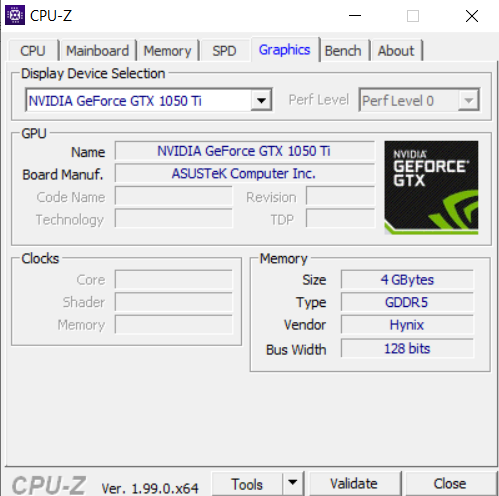 CPU-Z
CPU Mainboard Memory SPD Graphics Bench About
Display Device Selection
NVIDIA GeForce GTX 1050 Ti Perf Level Perf Level 0
GPU
Name NVIDIA GeForce GTX 1050 Ti
Board Manuf. ASUSTeK Computer Inc.
Code Name Revision
Technology TDP
NVIDIA
GEFORCE
GTX
Clocks
Core
Shader
Memory
Memory
Size 4 GBytes
Type GDDR5
Vendor Hynix
Bus Width 128 bits
CPU-Z Ver. 1.99.0.x64 Tools Validate Close